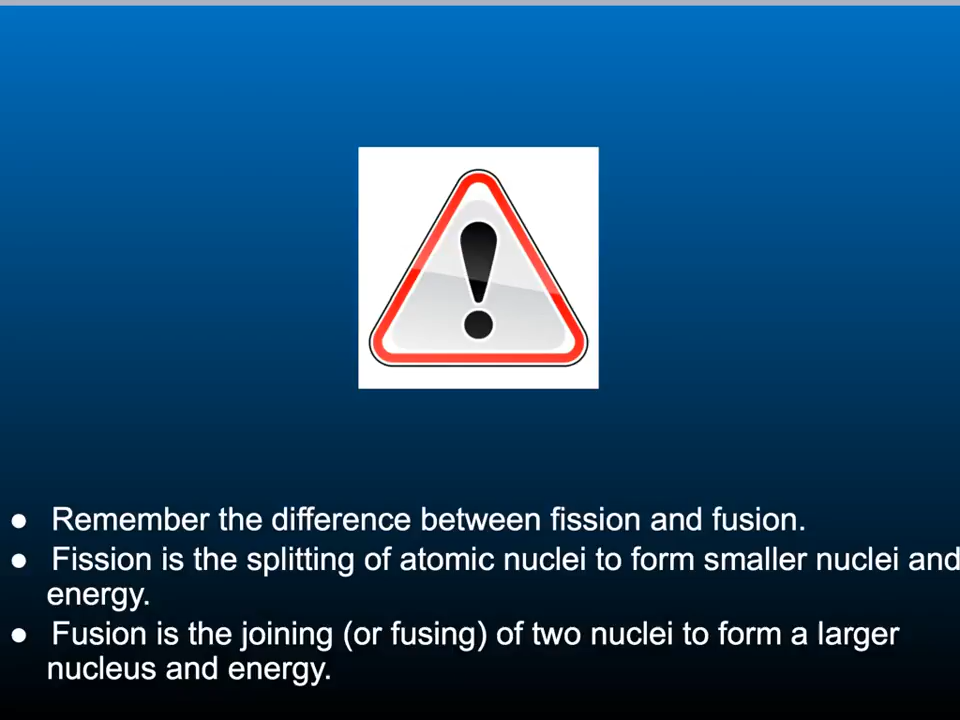 ● Remember the difference between fission and fusion.
● Fission is the splitting of atomic nuclei to form smaller nuclei and
energy.
● Fusion is the joining (or fusing) of two nuclei to form a larger
nucleus and energy.